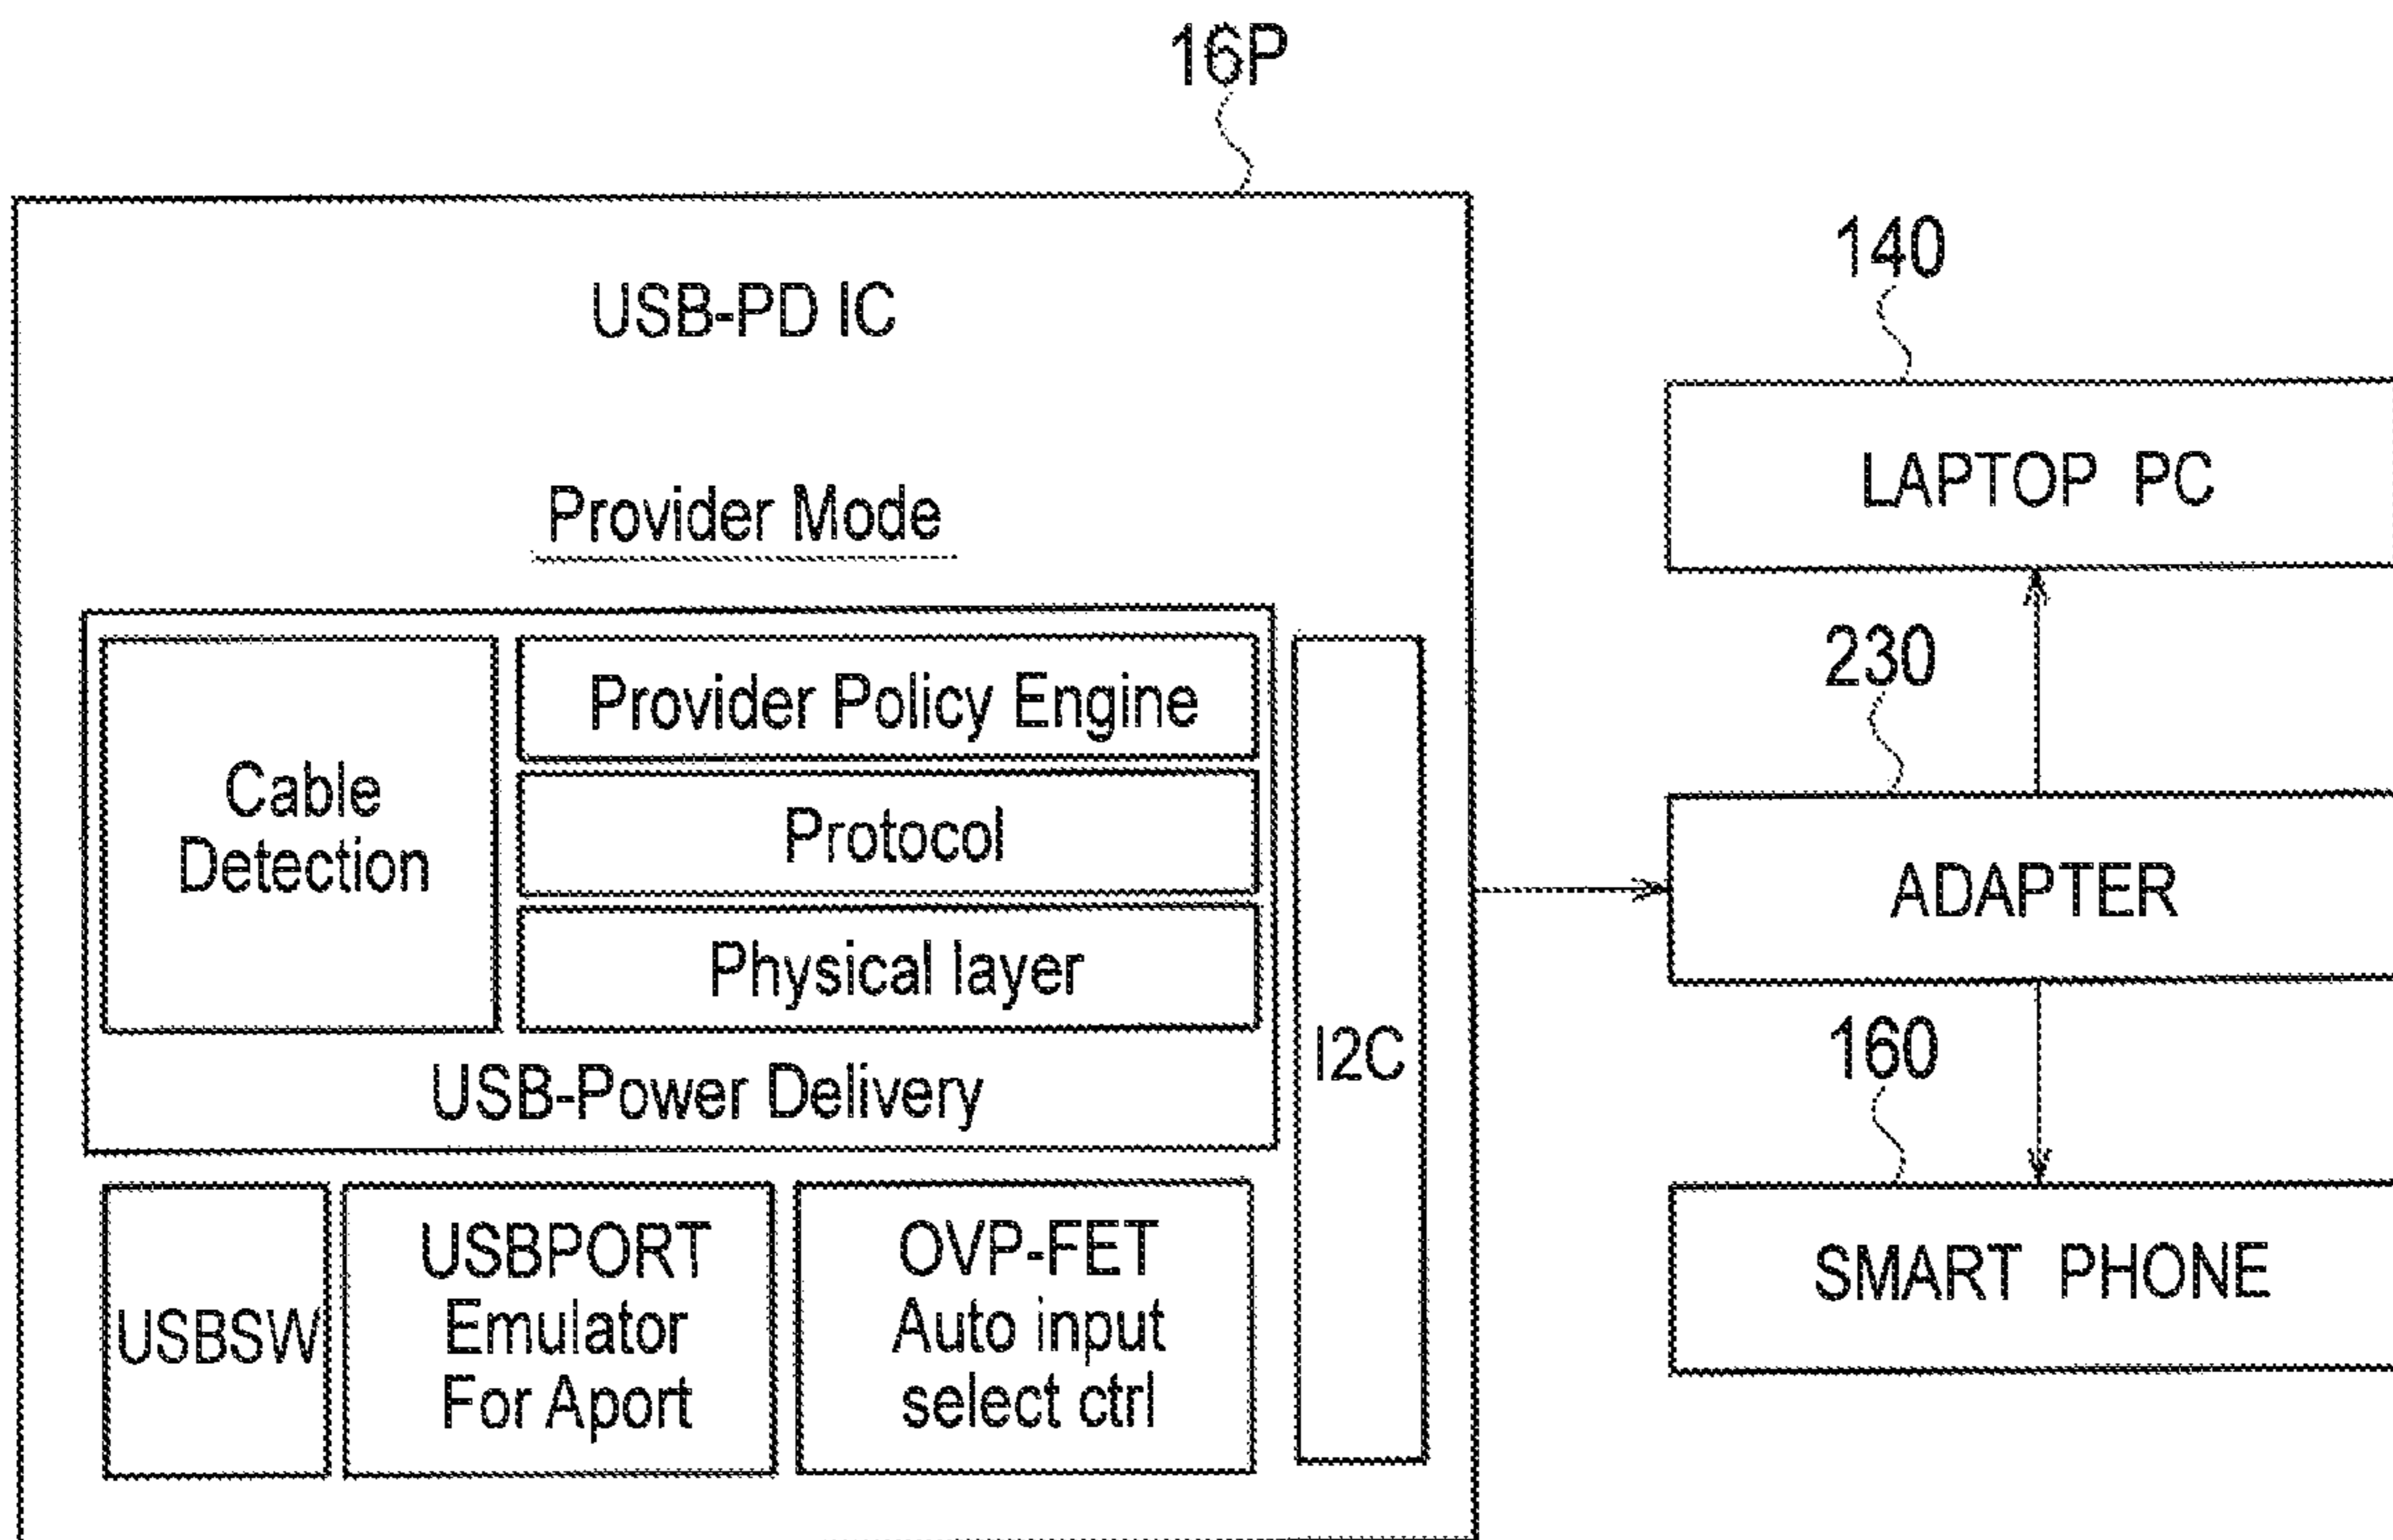 16P
USB-PD IC
Provider Mode
Cable
Detection
Provider Policy Engine
Protocol
Physical layer
USB-Power Delivery
I2C
USBSW
USBPORT
Emulator
For Aport
OVP-FET
Auto input
select ctrl
140
LAPTOP PC
230
ADAPTER
160
SMART PHONE